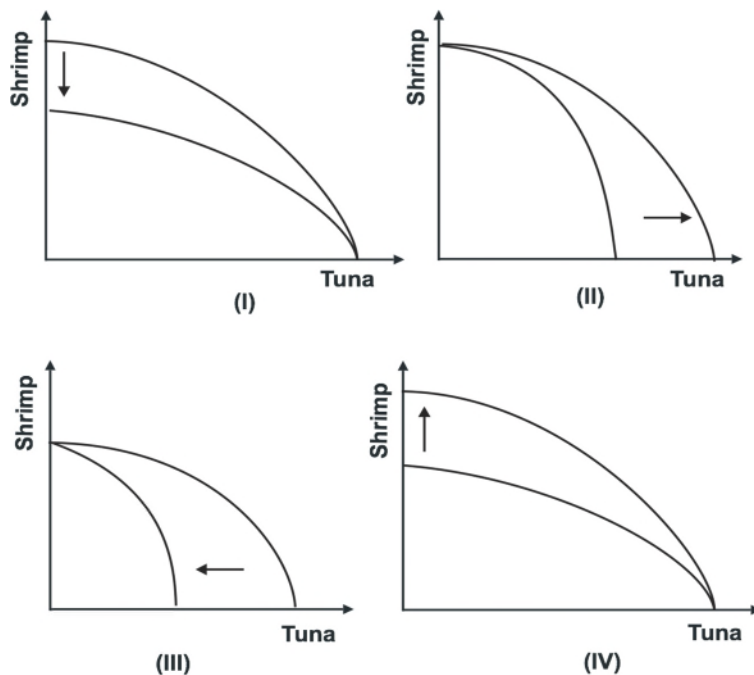 Shrimp
Tuna
(I)
Shrimp
Tuna
(II)
Shrimp
Tuna
(III)
Shrimp
Tuna
(IV)